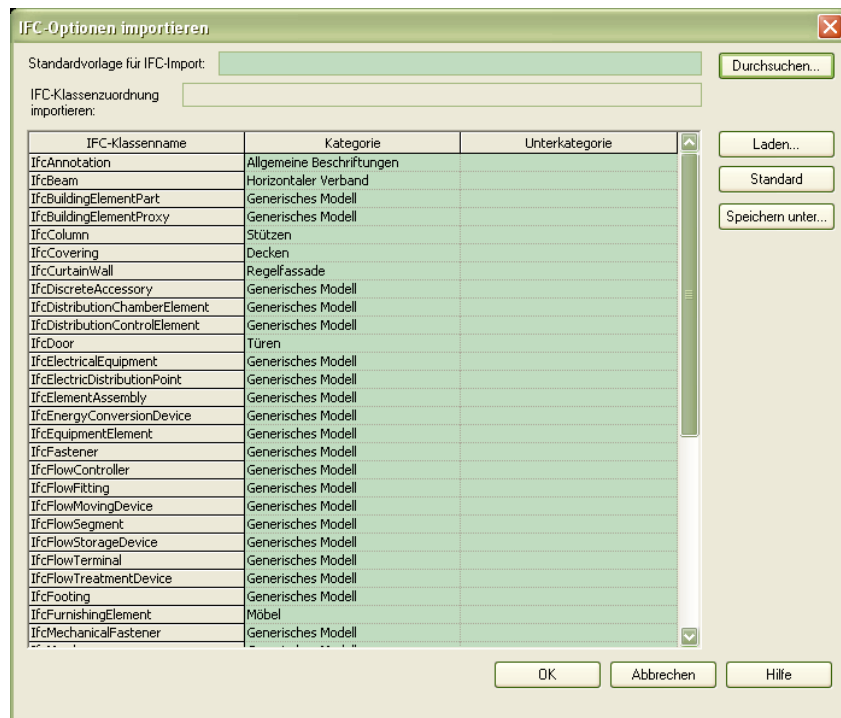 IFC-Optionen importieren
Standardvorlage für IFC-Import:
Durchsuchen...
IFC-Klassenzuordnung
importieren:
IFC-Klassenname Kategorie Unterkategorie
Laden...
Standard
Speichern unter...
IfcAnnotation Allgemeine Beschriftungen
IfcBeam Horizontaler Verband
IfcBuildingElementPart Generisches Modell
IfcBuildingElementProxy Generisches Modell
IfcColumn Stützen
IfcCovering Decken
IfcCurtainWall Regelfassade
IfcDiscreteAccessory Generisches Modell
IfcDistributionChamberElement Generisches Modell
IfcDistributionControlElement Generisches Modell
IfcDoor Türen
IfcElectricalEquipment Generisches Modell
IfcElectricDistributionPoint Generisches Modell
IfcElementAssembly Generisches Modell
IfcEnergyConversionDevice Generisches Modell
IfcEquipmentElement Generisches Modell
IfcFastener Generisches Modell
IfcFlowController Generisches Modell
IfcFlowFitting Generisches Modell
IfcFlowMovingDevice Generisches Modell
IfcFlowSegment Generisches Modell
IfcFlowStorageDevice Generisches Modell
IfcFlowTerminal Generisches Modell
IfcFlowTreatmentDevice Generisches Modell
IfcFooting Generisches Modell
IfcFurnishingElement Möbel
IfcMechanicalFastener Generisches Modell
OK Abbrechen Hilfe